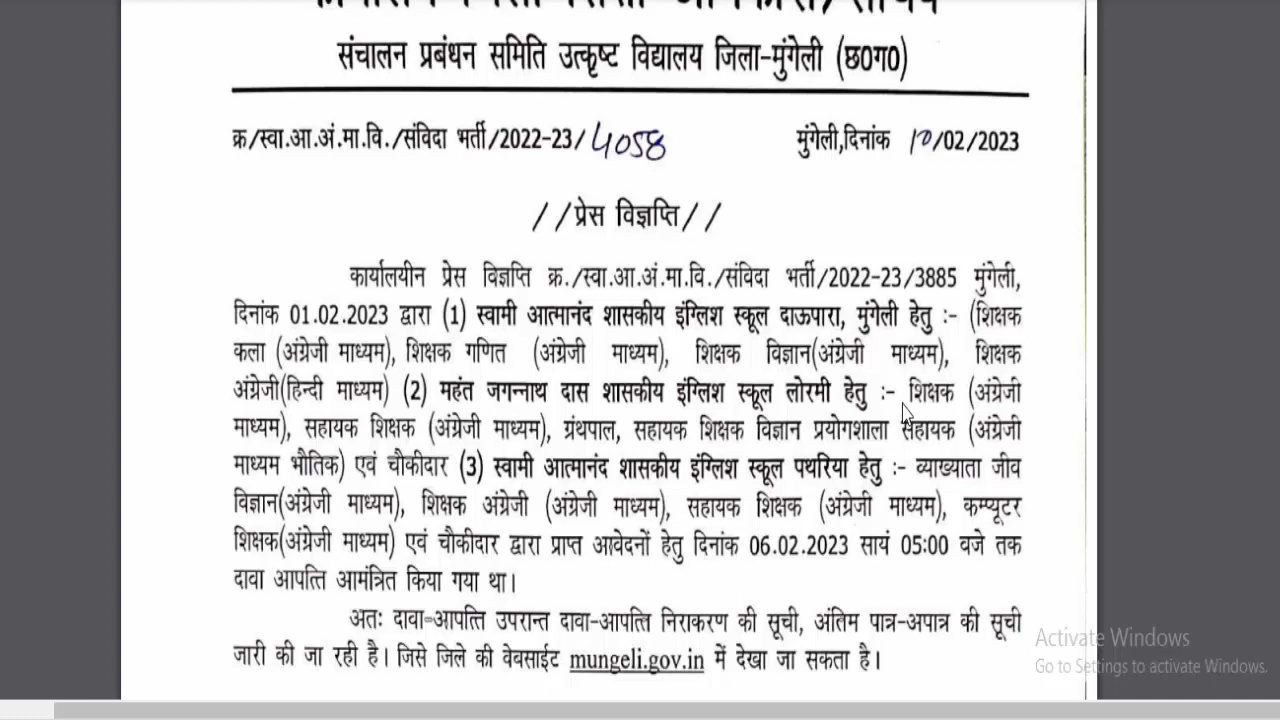 संचालन प्रबंधन समिति उत्कृष्ट विद्यालय जिला-मुंगेली (छ0ग0)
क्र/स्वा.आ.अं.मा.वि./संविदा भर्ती/2022-23/4058 मुंगेली,दिनांक 10/02/2023
//प्रेस विज्ञप्ति//
कार्यालयीन प्रेस विज्ञप्ति क्र./स्वा.आ.अं.मा.वि./संविदा भर्ती/2022-23/3885 मुंगेली,
दिनांक 01.02.2023 द्वारा (1) स्वामी आत्मानंद शासकीय इंग्लिश स्कूल दाऊपारा, मुंगेली हेतु :- (शिक्षक
कला (अंग्रेजी माध्यम), शिक्षक गणित (अंग्रेजी माध्यम), शिक्षक विज्ञान(अंग्रेजी माध्यम), शिक्षक
अंग्रेजी(हिन्दी माध्यम) (2) महंत जगन्नाथ दास शासकीय इंग्लिश स्कूल लोरमी हेतु :- शिक्षक (अंग्रेजी
माध्यम), सहायक शिक्षक (अंग्रेजी माध्यम), ग्रंथपाल, सहायक शिक्षक विज्ञान प्रयोगशाला सहायक (अंग्रेजी
माध्यम भौतिक) एवं चौकीदार (3) स्वामी आत्मानंद शासकीय इंग्लिश स्कूल पथरिया हेतु :- व्याख्याता जीव
विज्ञान(अंग्रेजी माध्यम), शिक्षक अंग्रेजी (अंग्रेजी माध्यम), सहायक शिक्षक (अंग्रेजी माध्यम), कम्प्यूटर
शिक्षक(अंग्रेजी माध्यम) एवं चौकीदार द्वारा प्राप्त आवेदनों हेतु दिनांक 06.02.2023 सायं 05:00 वजे तक
दावा आपत्ति आमंत्रित किया गया था।
अतः दावा-आपत्ति उपरान्त दावा-आपत्ति निराकरण की सूची, अंतिम पात्र-अपात्र की सूची
जारी की जा रही है। जिसे जिले की वेवसाईट mungeli.gov.in में देखा जा सकता है।
Activate Windows
Go to Settings to activate Windows.